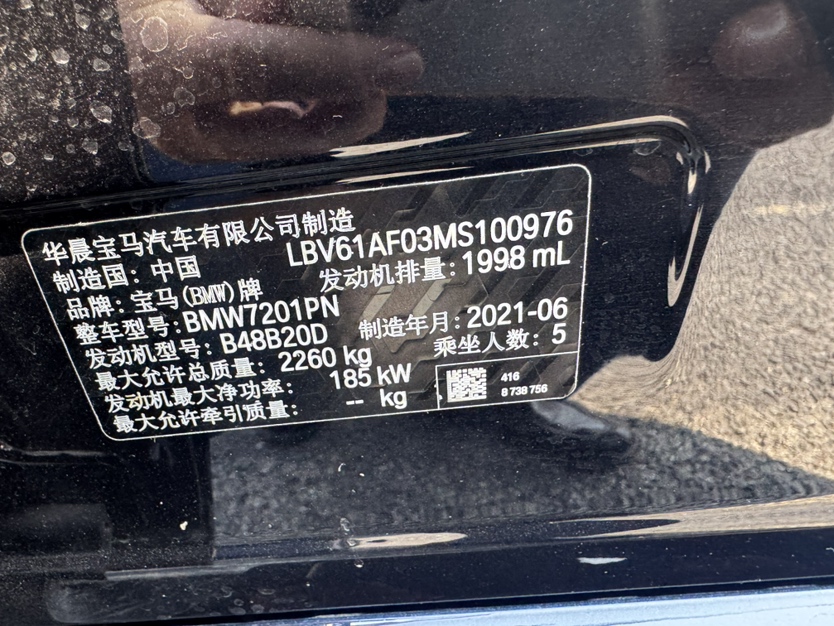 华晨宝马汽车有限公司制造
LBV61AF03MS100976
制造国: 中国
发动机排量: 1998 mL
品牌: 宝马(BMW)牌
整车型号: BMW7201PN
制造年月: 2021-06
发动机型号: B48B20D
乘坐人数: 5
最大允许总质量: 2260 kg
发动机最大净功率: 185 kW
最大允许牵引质量: -- kg
416
8 738 756